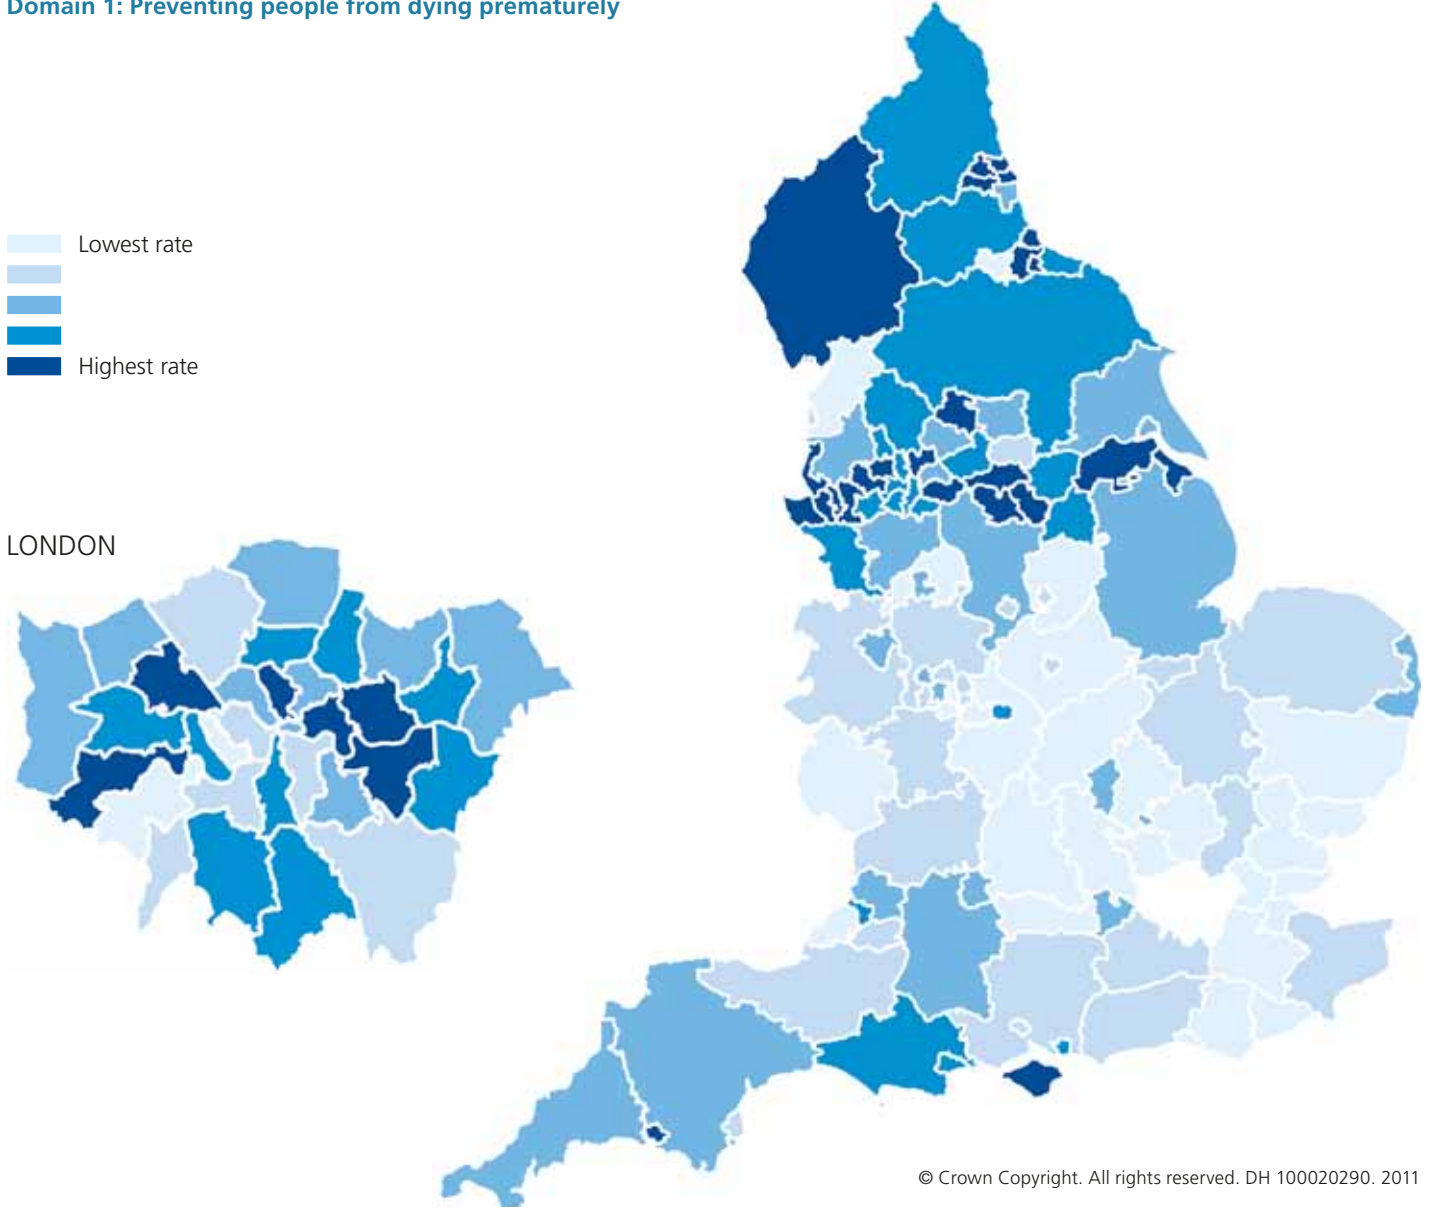 Domain 1: Preventing people from dying prematurely
Lowest rate
Highest rate
LONDON
© Crown Copyright. All rights reserved. DH 100020290. 2011